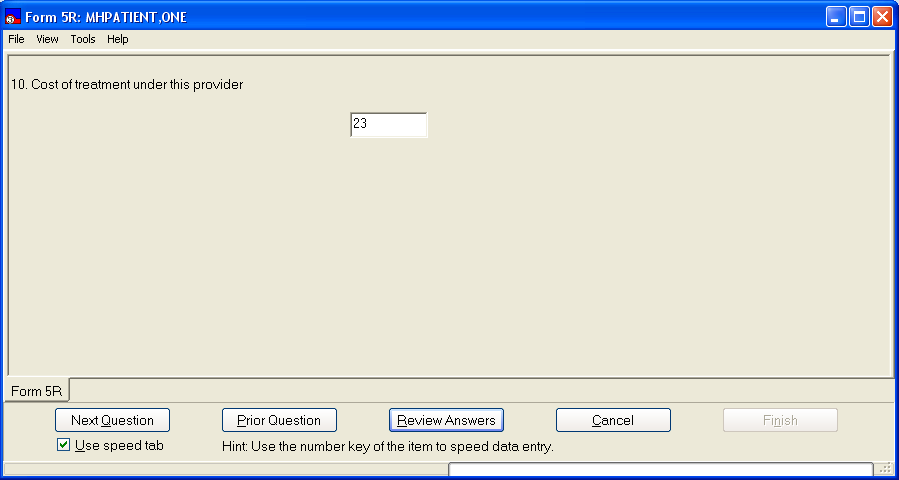 Form 5R: MHPATIENT,ONE
File View Tools Help
10. Cost of treatment under this provider
23
Form 5R
Next Question Prior Question Review Answers Cancel Finish
Use speed tab Hint: Use the number key of the item to speed data entry.